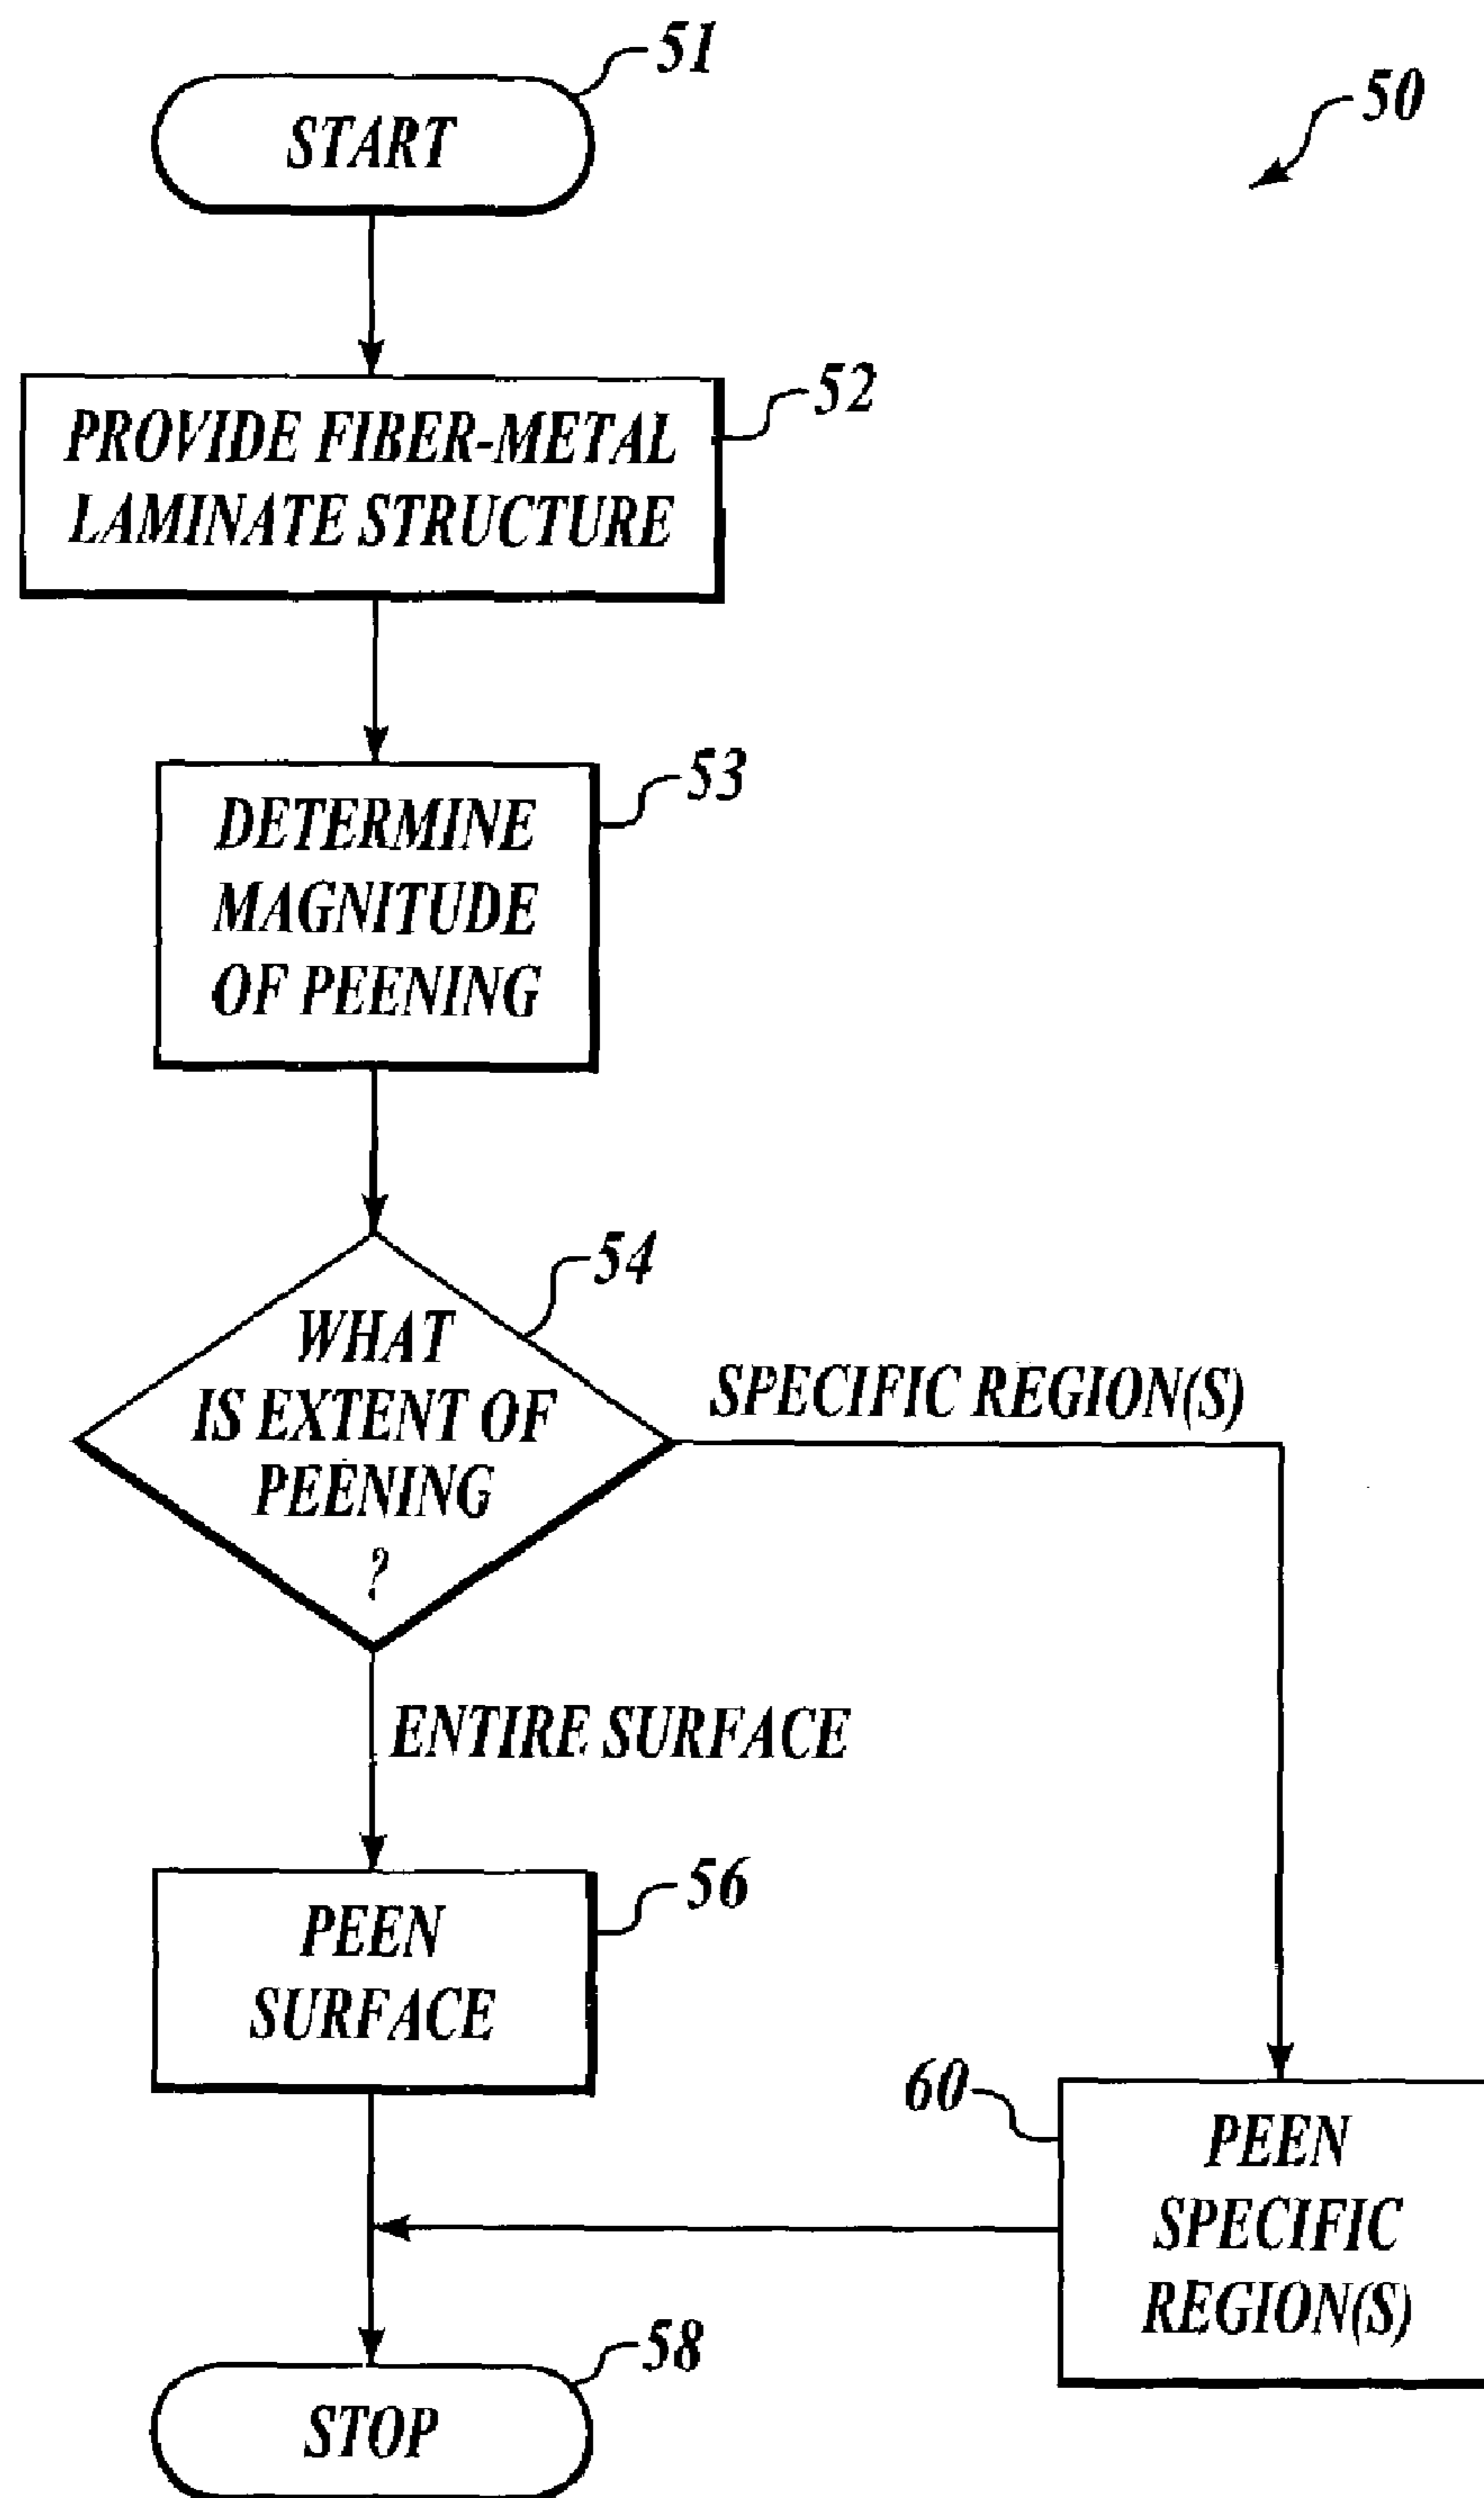 51
START
50
52
PROVIDE FIBER-METAL
LAMINATE STRUCTURE
53
DETERMINE
MAGNITUDE
OF PEENING
54
WHAT
IS EXTENT OF
PEENING
?
SPECIFIC REGION(S)
ENTIRE SURFACE
56
PEEN
SURFACE
60
PEEN
SPECIFIC
REGION(S)
58
STOP